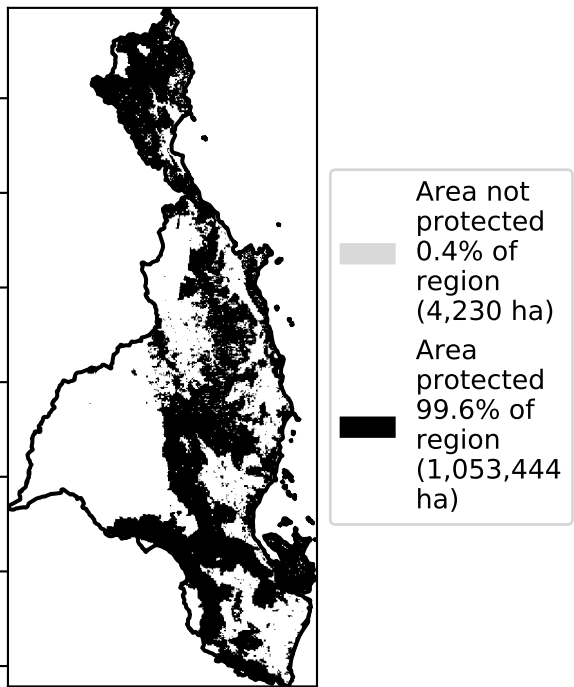 Area not
protected
0.4% of
region
(4,230 ha)
Area
protected
99.6% of
region
(1,053,444
ha)